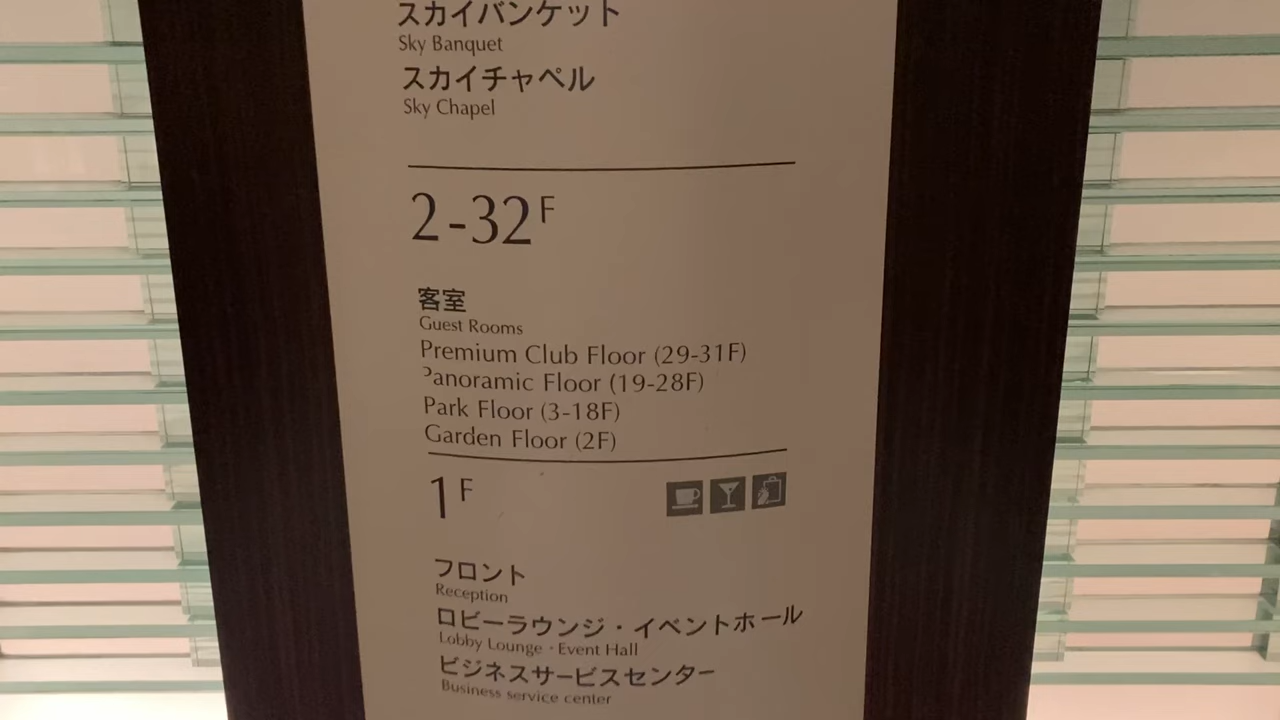 スカイバンケット
Sky Banquet
スカイチャペル
Sky Chapel
2-32F
客室
Guest Rooms
Premium Club Floor (29-31F)
Panoramic Floor (19-28F)
Park Floor (3-18F)
Garden Floor (2F)
1F
フロント
Reception
ロビーラウンジ・イベントホール
Lobby Lounge・Event Hall
ビジネスサービスセンター
Business service center